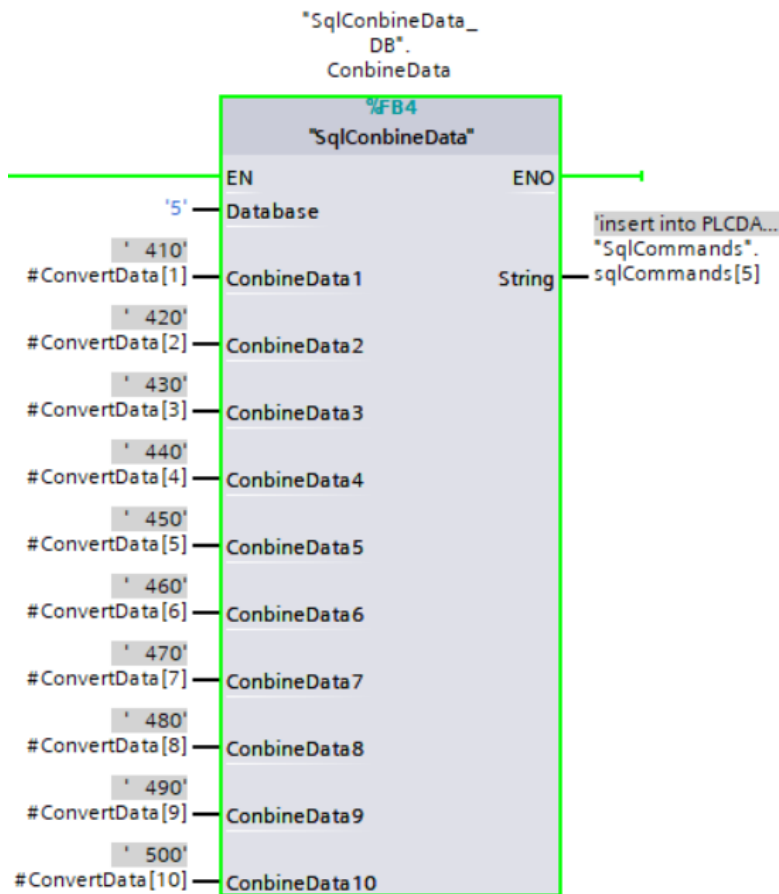 "SqlConbineData_
DB".
ConbineData
%FB4
"SqlConbineData"
EN ENO
'5' Database
'insert into PLCDA...
"SqlCommands".
String sqlCommands[5]
' 410'
#ConvertData[1] ConbineData1
' 420'
#ConvertData[2] ConbineData2
' 430'
#ConvertData[3] ConbineData3
' 440'
#ConvertData[4] ConbineData4
' 450'
#ConvertData[5] ConbineData5
' 460'
#ConvertData[6] ConbineData6
' 470'
#ConvertData[7] ConbineData7
' 480'
#ConvertData[8] ConbineData8
' 490'
#ConvertData[9] ConbineData9
' 500'
#ConvertData[10] ConbineData10